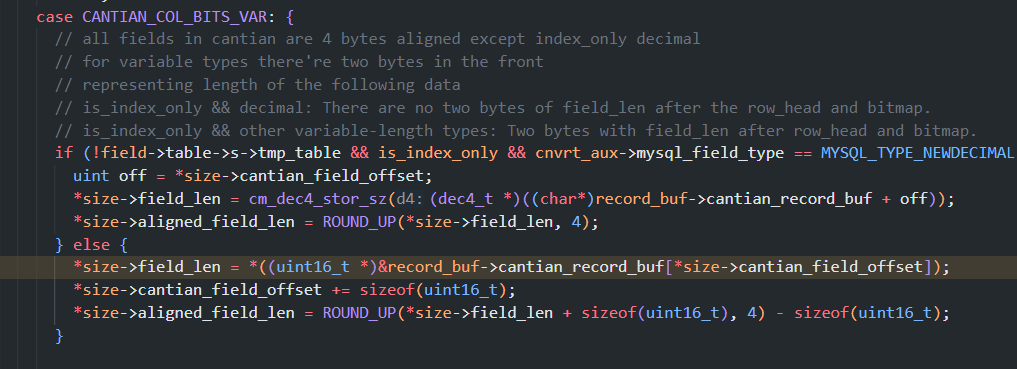 case CANTIAN_COL_BITS_VAR: {
// all fields in cantian are 4 bytes aligned except index_only decimal
// for variable types there're two bytes in the front
// representing length of the following data
// is_index_only && decimal: There are no two bytes of field_len after the row_head and bitmap.
// is_index_only && other variable-length types: Two bytes with field_len after row_head and bitmap.
if (!field->table->s->tmp_table && is_index_only && cnvrt_aux->mysql_field_type == MYSQL_TYPE_NEWDECIMAL
uint off = *size->cantian_field_offset;
*size->field_len = cm_dec4_stor_sz(d4: (dec4_t *)((char*)record_buf->cantian_record_buf + off));
*size->aligned_field_len = ROUND_UP(*size->field_len, 4);
} else {
*size->field_len = *((uint16_t *)&record_buf->cantian_record_buf[*size->cantian_field_offset]);
*size->cantian_field_offset += sizeof(uint16_t);
*size->aligned_field_len = ROUND_UP(*size->field_len + sizeof(uint16_t), 4) - sizeof(uint16_t);
}